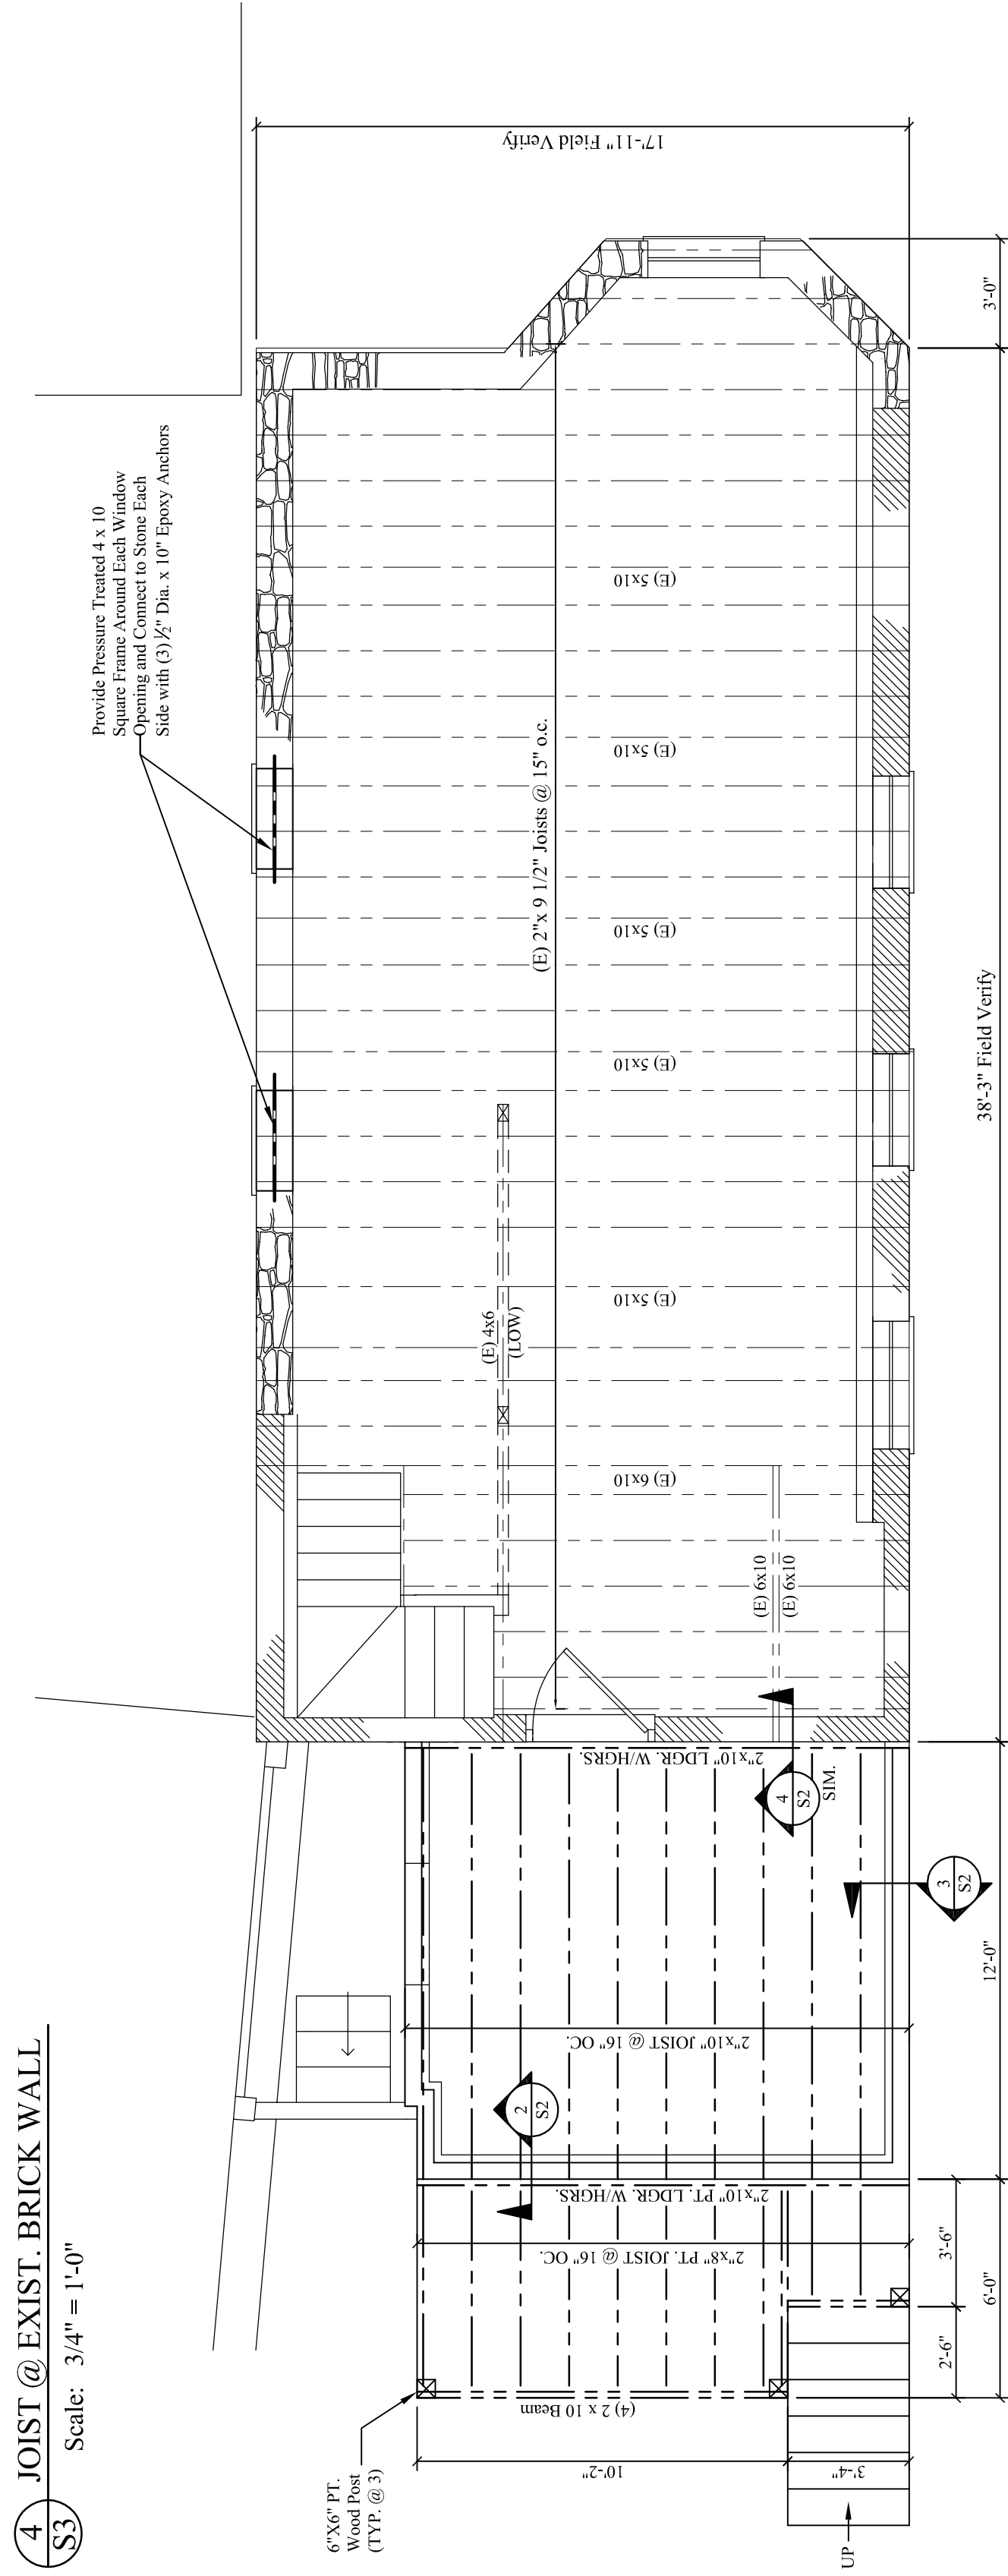 4
S3
JOIST @ EXIST. BRICK WALL
Scale: 3/4" = 1'-0"
Provide Pressure Treated 4 x 10
Square Frame Around Each Window
Opening and Connect to Stone Each
Side with (3) ½" Dia. x 10" Epoxy Anchors
17'-11" Field Verify
3'-0"
38'-3" Field Verify
(E) 2"x 9 1/2" Joists @ 15" o.c.
(E) 5x10
(E) 5x10
(E) 5x10
(E) 5x10
(E) 5x10
(E) 6x10
(E) 4x6
(LOW)
(E) 6x10
(E) 6x10
2"x10" LDGR. W/HGRS.
4
S2
SIM.
3
S2
12'-0"
2"x10" JOIST @ 16" OC.
2
S2
2"x10" PT. LDGR. W/HGRS.
2"x8" PT. JOIST @ 16" OC.
3'-6"
6'-0"
2'-6"
(4) 2 x 10 Beam
6"X6" PT.
Wood Post
(TYP. @ 3)
10'-2"
3'-4"
UP